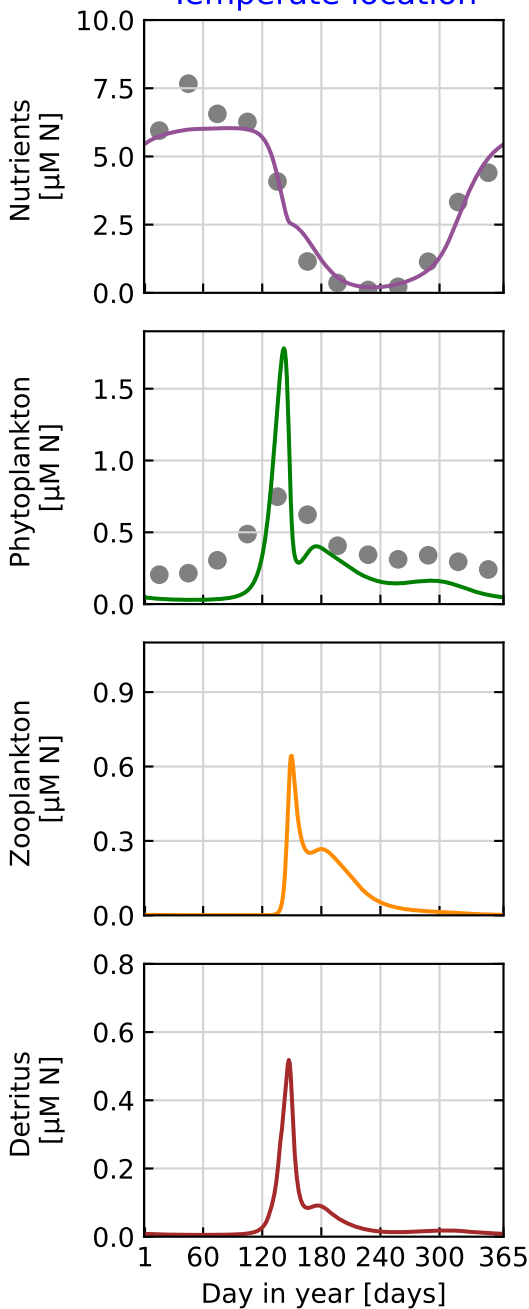 Temperate location
Nutrients
[µM N]
10.0
7.5
5.0
2.5
0.0
Phytoplankton
[µM N]
1.5
1.0
0.5
0.0
Zooplankton
[µM N]
0.9
0.6
0.3
0.0
Detritus
[µM N]
0.8
0.6
0.4
0.2
0.0
1 60 120 180 240 300 365
Day in year [days]